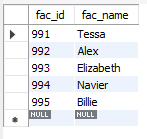 fac_id fac_name
991 Tessa
992 Alex
993 Elizabeth
994 Navier
995 Billie
NULL NULL